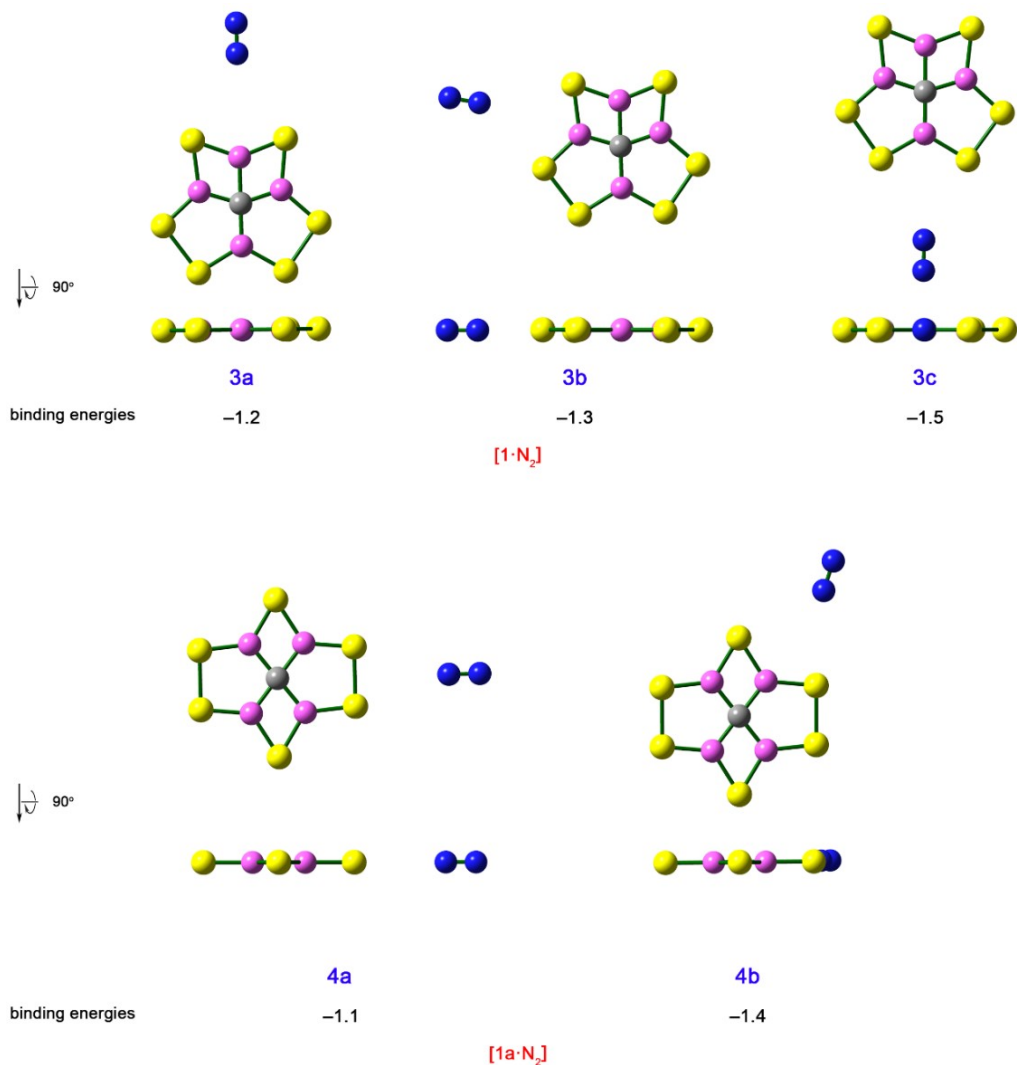 90°
3a 3b 3c
binding energies –1.2 –1.3 –1.5
[1·N₂]
90°
4a 4b
binding energies –1.1 –1.4
[1a·N₂]